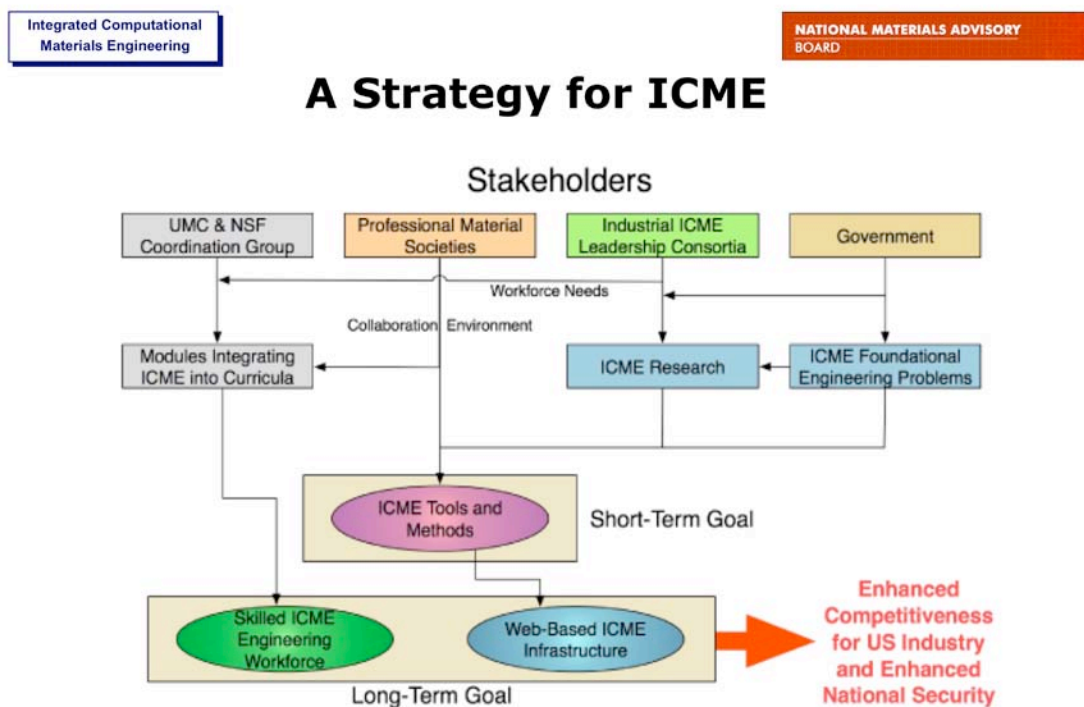 Integrated Computational
Materials Engineering
NATIONAL MATERIALS ADVISORY
BOARD
A Strategy for ICME
Stakeholders
UMC & NSF
Coordination Group
Professional Material
Societies
Industrial ICME
Leadership Consortia
Government
Workforce Needs
Collaboration Environment
Modules Integrating
ICME into Curricula
ICME Research
ICME Foundational
Engineering Problems
ICME Tools and
Methods
Short-Term Goal
Skilled ICME
Engineering
Workforce
Web-Based ICME
Infrastructure
Long-Term Goal
Enhanced
Competitiveness
for US Industry
and Enhanced
National Security